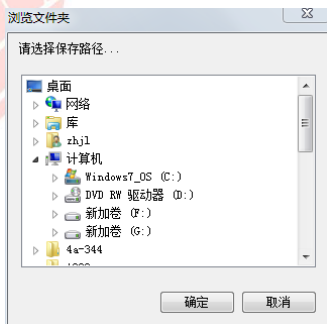 浏览文件夹
请选择保存路径...
桌面
网络
库
zhjl
计算机
Windows7_OS (C:)
DVD RW 驱动器 (D:)
新加卷 (F:)
新加卷 (G:)
4a-344
确定
取消